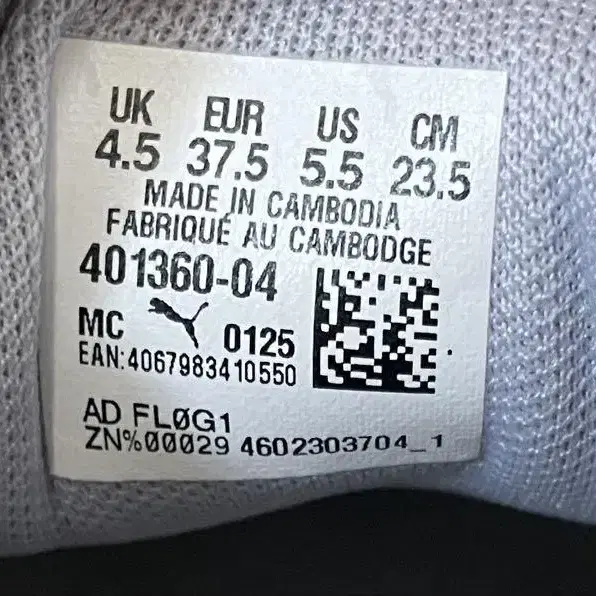 UK EUR US CM
4.5 37.5 5.5 23.5
MADE IN CAMBODIA
FABRIQUÉ AU CAMBODGE
401360-04
MC 0125
EAN:4067983410550
AD FLØG1
ZN%00029 4602303704_1